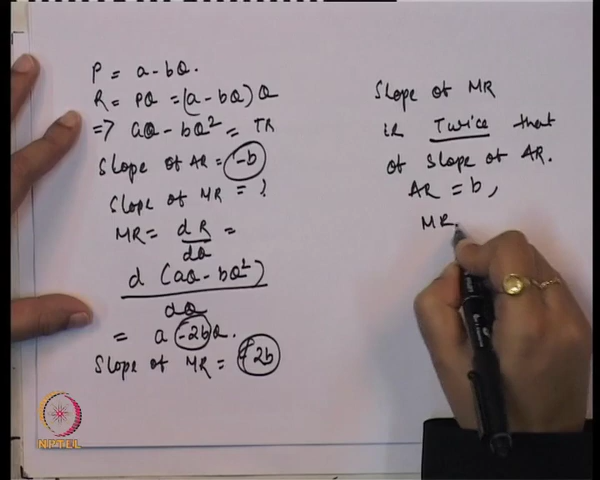 P = a - bQ.
R = PQ = (a - bQ) Q
=> aQ - bQ² = TR
Slope of AR = -b
Slope of MR = ?
MR = dR/dQ =
d (aQ - bQ²)
dQ
= a - 2bQ.
Slope of MR = 2b
Slope of MR
is Twice that
of Slope of AR.
AR = b,
MR
NPTEL